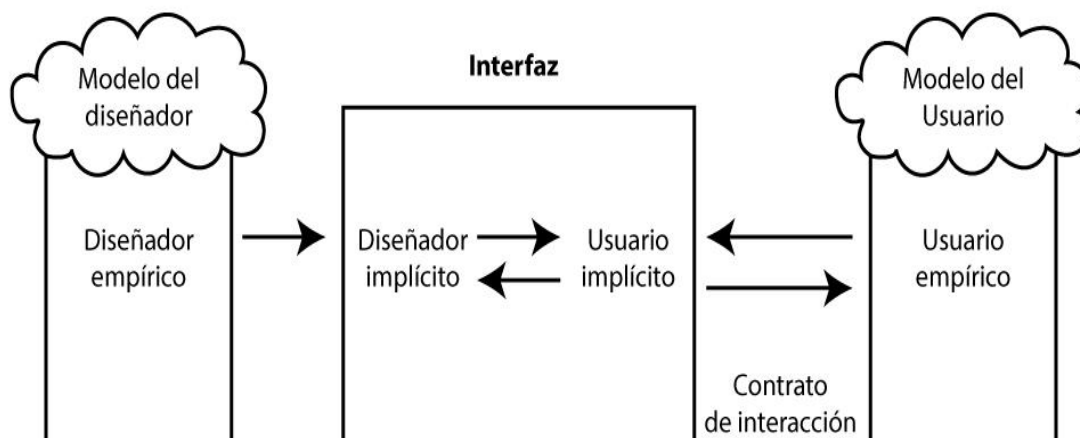 Modelo del
diseñador
Interfaz
Modelo del
Usuario
Diseñador
empírico
Diseñador
implícito
Usuario
implícito
Usuario
empírico
Contrato
de interacción